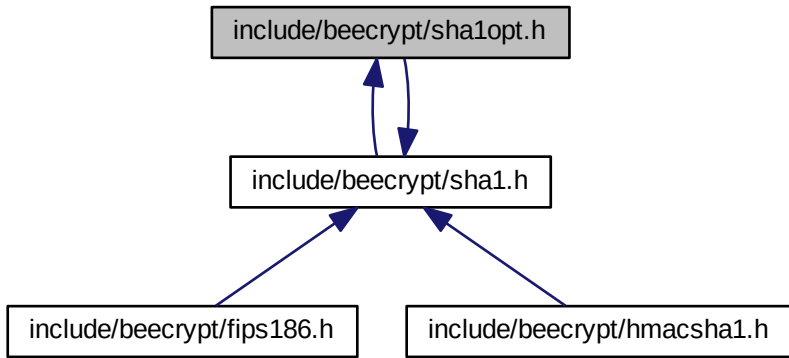 include/beecrypt/sha1opt.h
include/beecrypt/sha1.h
include/beecrypt/fips186.h
include/beecrypt/hmacsha1.h